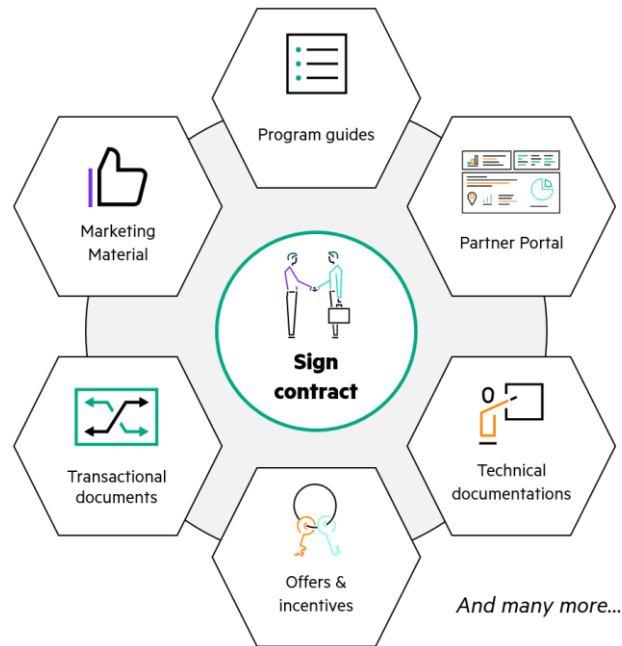 Program guides
Marketing
Material
Partner Portal
Sign
contract
Transactional
documents
Technical
documentations
Offers &
incentives
And many more...